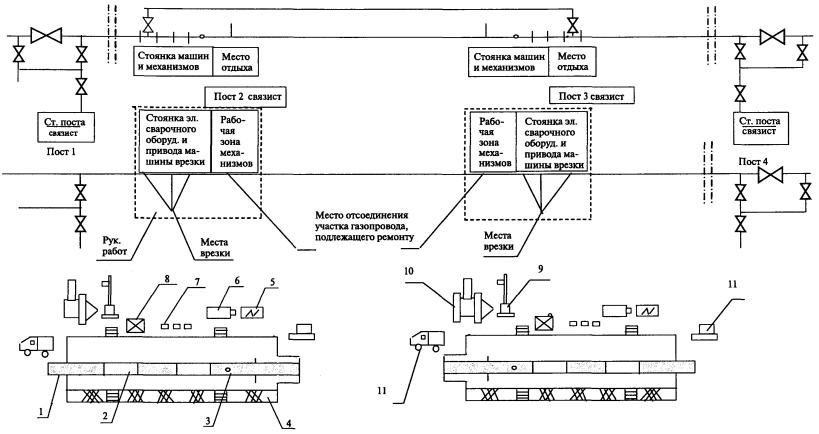 Стоянка машин
и механизмов
Место
отдыха
Стоянка машин
и механизмов
Место
отдыха
Пост 2 связист
Пост 3 связист
Ст. поста
связист
Пост 1
Стоянка эл.
сварочного
оборуд. и
привода ма-
шины врезки
Рабо-
чая
зона
меха-
низмов
Рабо-
чая
зона
меха-
низмов
Стоянка эл.
сварочного
оборуд. и
привода ма-
шины врезки
Ст. поста
связист
Пост 4
Рук.
работ
Места
врезки
Место отсоединения
участка газопровода,
подлежащего ремонту
Места
врезки
8
7
6
5
10
9
11
1
2
3
4
11